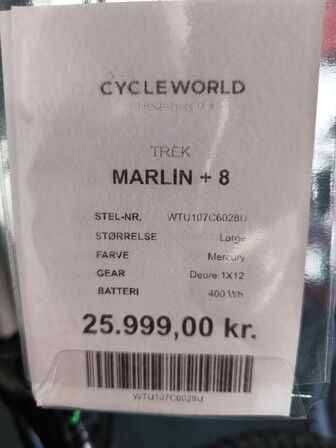 CYCLEWORLD
TREK
MARLIN + 8
STEL-NR. WTU107C6028U
STØRRELSE Large
FARVE Mercury
GEAR Deore 1X12
BATTERI 400 Wh
25.999,00 kr.
WTU107C6028U